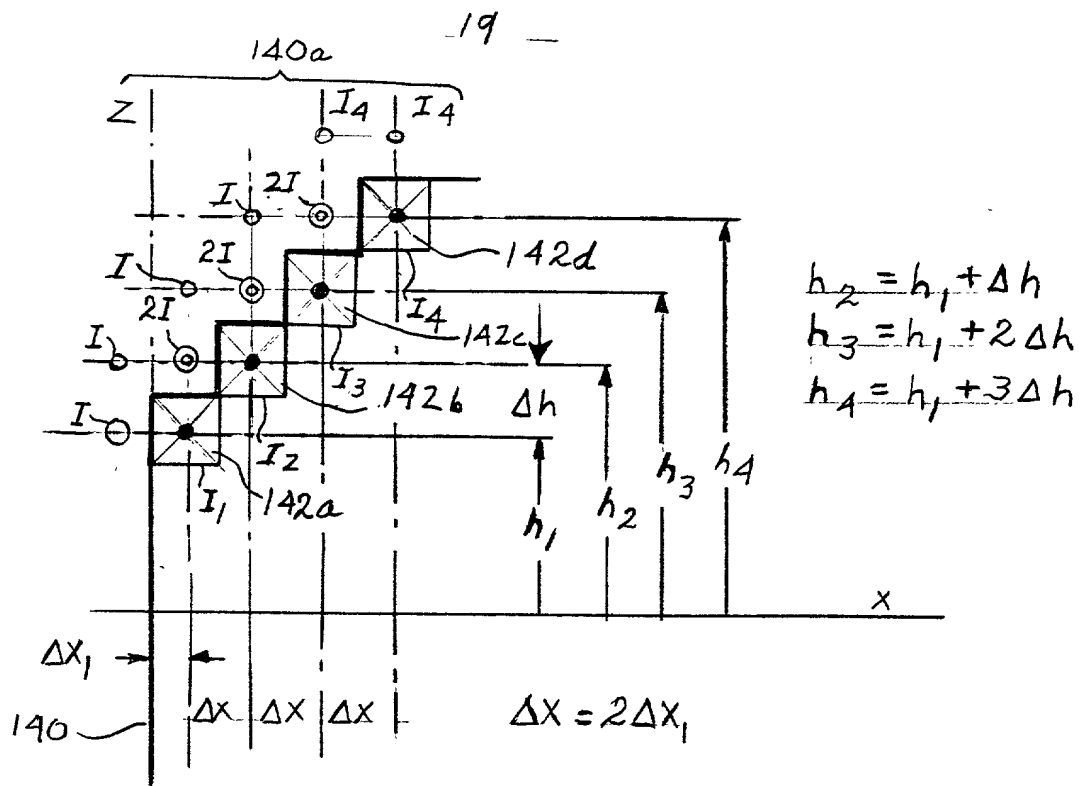 19
140a
Z I₄ I₄
I 2I
I 2I 142d
I₄
I 2I 142c
I₃
142b
I
I₂
I₁ 142a
Δh
h₁ h₂ h₃ h₄
h₂ = h₁ + Δh
h₃ = h₁ + 2Δh
h₄ = h₁ + 3Δh
x
ΔX₁
ΔX ΔX ΔX
ΔX = 2ΔX₁
140